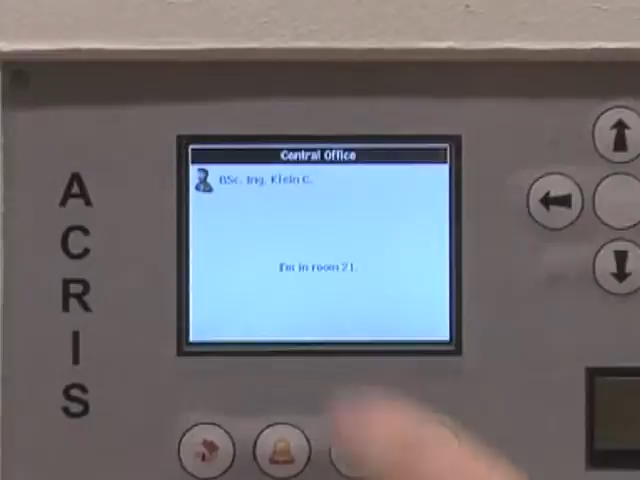 ACRIS
Central Office
BSc. Ing. Klein C.
I'm in room 21.